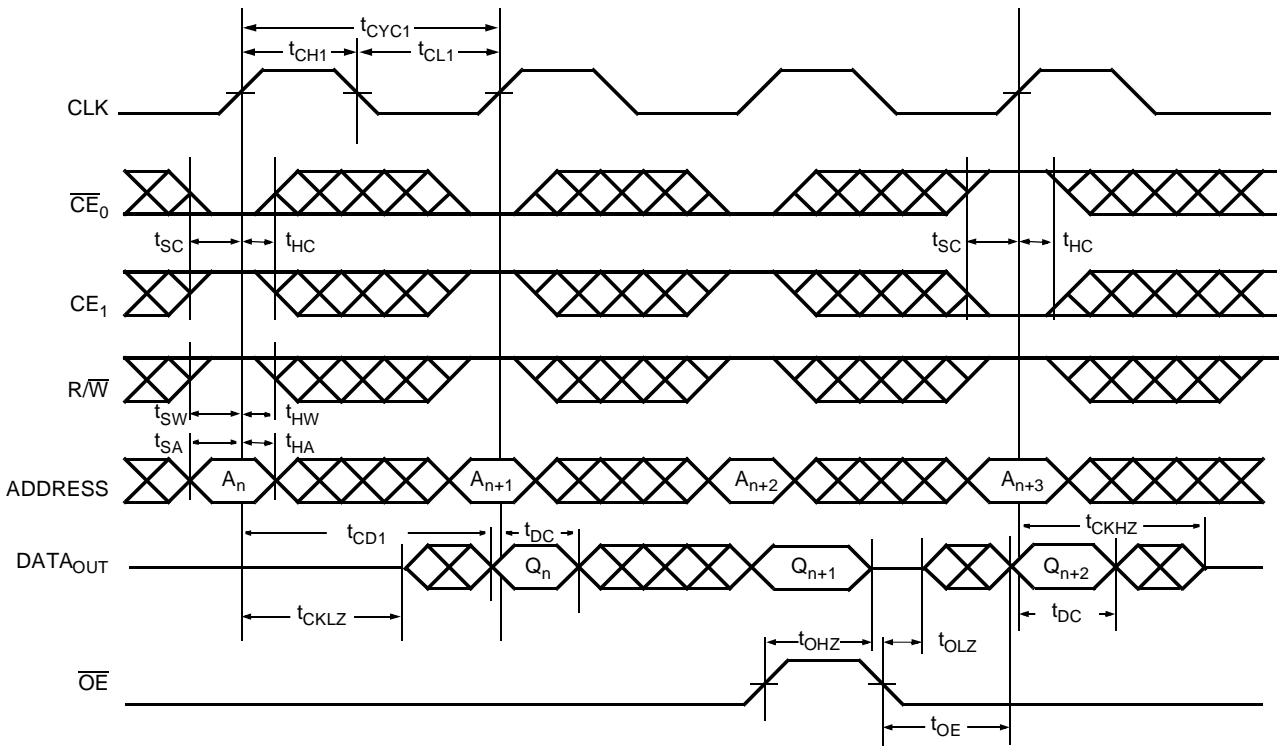 tCYC1
tCH1
tCL1
CLK
CE0
tSC
tHC
tSC
tHC
CE1
R/W
tSW
tHW
tSA
tHA
ADDRESS
An
An+1
An+2
An+3
tCD1
tDC
tCKHZ
DATAOUT
Qn
Qn+1
Qn+2
tCKLZ
tDC
tOHZ
tOLZ
OE
tOE